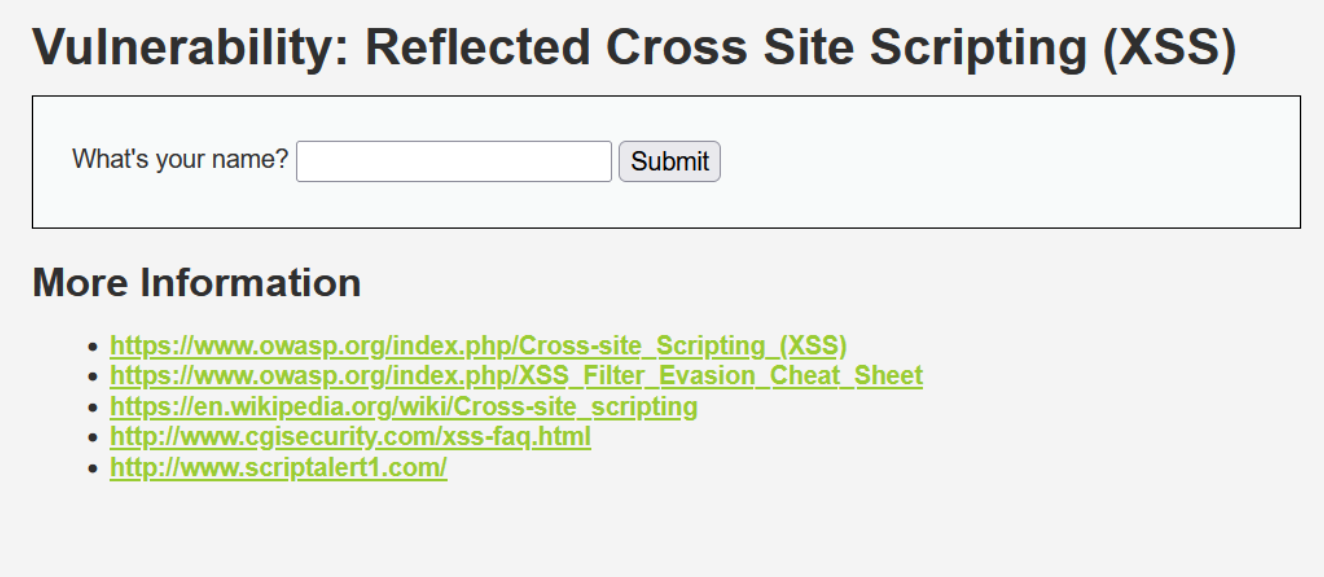 Vulnerability: Reflected Cross Site Scripting (XSS)
What's your name? Submit
More Information
https://www.owasp.org/index.php/Cross-site_Scripting_(XSS)
https://www.owasp.org/index.php/XSS_Filter_Evasion_Cheat_Sheet
https://en.wikipedia.org/wiki/Cross-site_scripting
http://www.cgisecurity.com/xss-faq.html
http://www.scriptalert1.com/